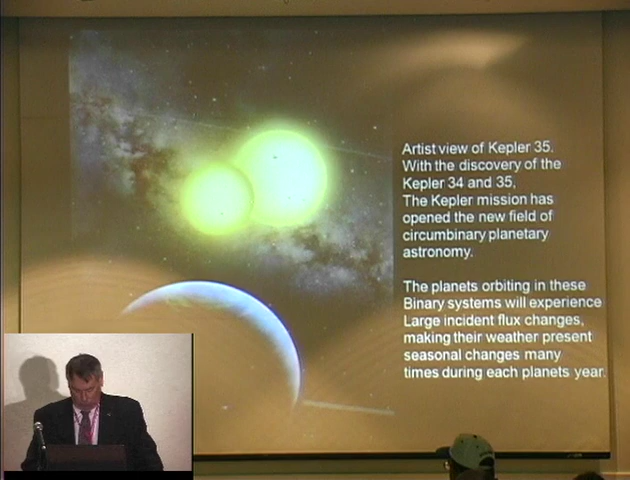 Artist view of Kepler 35.
With the discovery of the
Kepler 34 and 35,
The Kepler mission has
opened the new field of
circumbinary planetary
astronomy.
The planets orbiting in these
Binary systems will experience
Large incident flux changes,
making their weather present
seasonal changes many
times during each planets year.